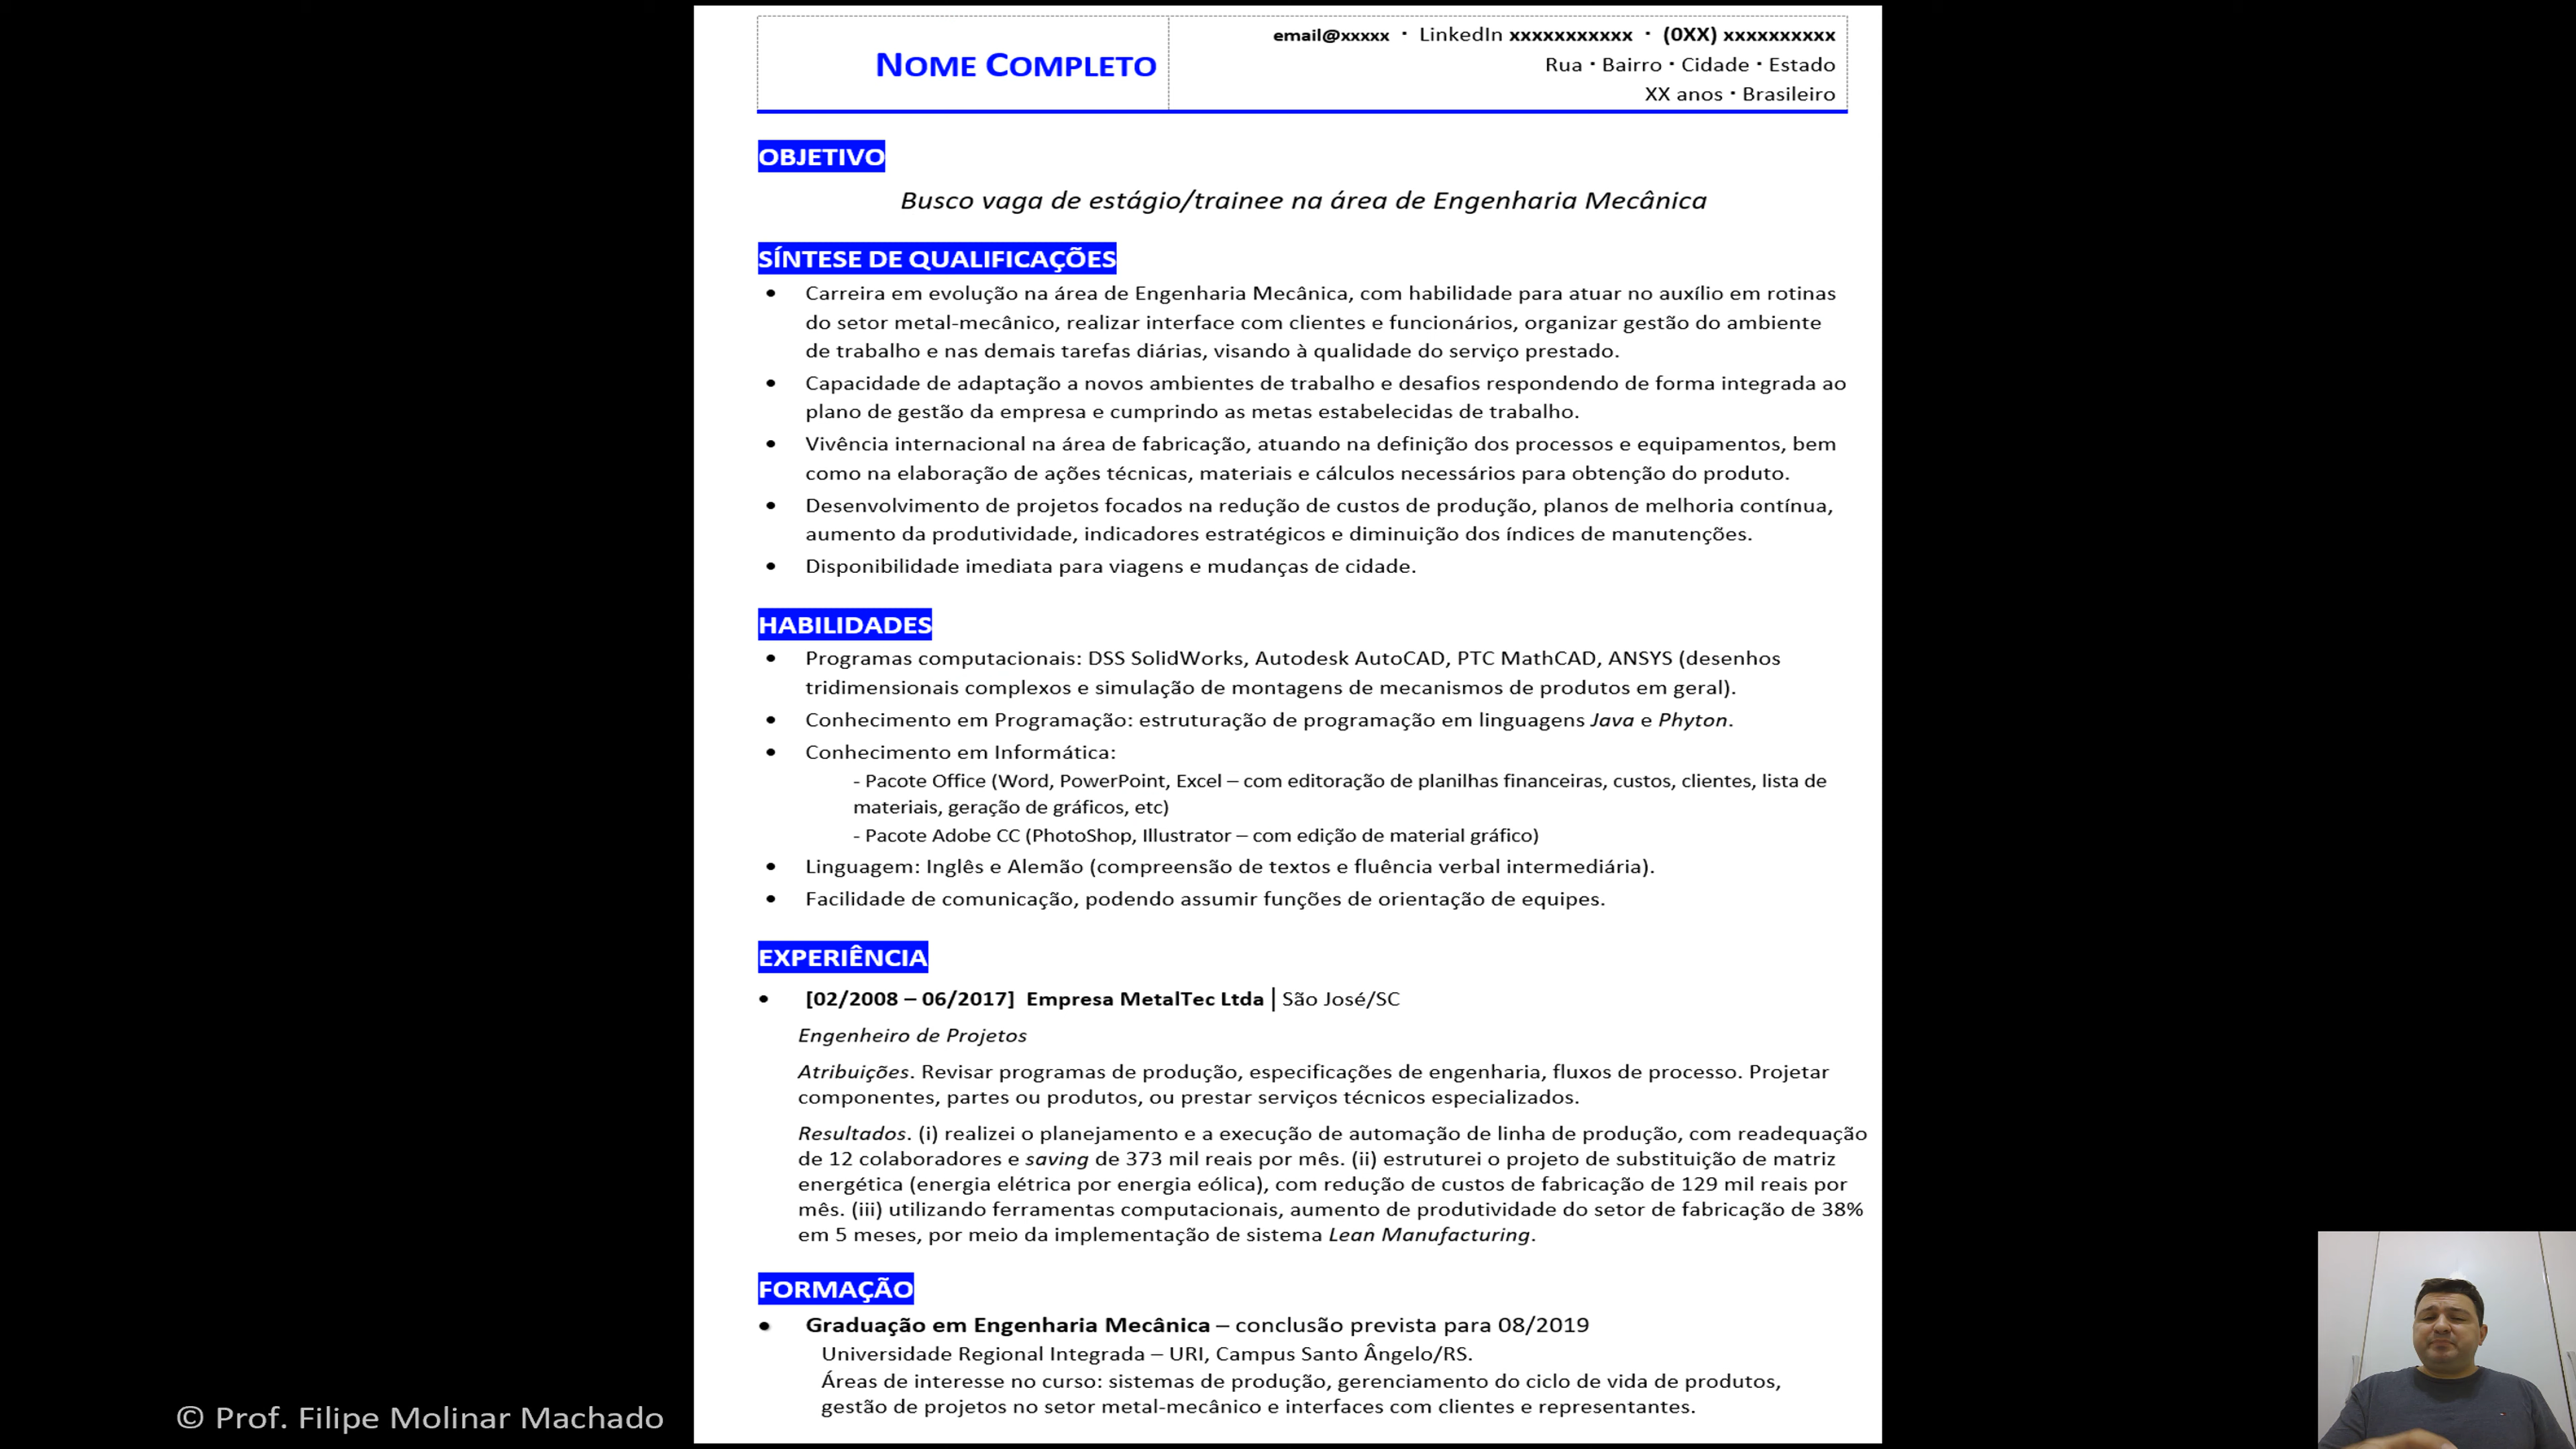 NOME COMPLETO
email@xxxxx · LinkedIn xxxxxxxxxxx · (0XX) xxxxxxxxxx
Rua · Bairro · Cidade · Estado
XX anos · Brasileiro
OBJETIVO
Busco vaga de estágio/trainee na área de Engenharia Mecânica
SÍNTESE DE QUALIFICAÇÕES
• Carreira em evolução na área de Engenharia Mecânica, com habilidade para atuar no auxílio em rotinas
do setor metal-mecânico, realizar interface com clientes e funcionários, organizar gestão do ambiente
de trabalho e nas demais tarefas diárias, visando à qualidade do serviço prestado.
• Capacidade de adaptação a novos ambientes de trabalho e desafios respondendo de forma integrada ao
plano de gestão da empresa e cumprindo as metas estabelecidas de trabalho.
• Vivência internacional na área de fabricação, atuando na definição dos processos e equipamentos, bem
como na elaboração de ações técnicas, materiais e cálculos necessários para obtenção do produto.
• Desenvolvimento de projetos focados na redução de custos de produção, planos de melhoria contínua,
aumento da produtividade, indicadores estratégicos e diminuição dos índices de manutenções.
• Disponibilidade imediata para viagens e mudanças de cidade.
HABILIDADES
• Programas computacionais: DSS SolidWorks, Autodesk AutoCAD, PTC MathCAD, ANSYS (desenhos
tridimensionais complexos e simulação de montagens de mecanismos de produtos em geral).
• Conhecimento em Programação: estruturação de programação em linguagens Java e Phyton.
• Conhecimento em Informática:
- Pacote Office (Word, PowerPoint, Excel – com editoração de planilhas financeiras, custos, clientes, lista de
materiais, geração de gráficos, etc)
- Pacote Adobe CC (PhotoShop, Illustrator – com edição de material gráfico)
• Linguagem: Inglês e Alemão (compreensão de textos e fluência verbal intermediária).
• Facilidade de comunicação, podendo assumir funções de orientação de equipes.
EXPERIÊNCIA
• [02/2008 – 06/2017] Empresa MetalTec Ltda | São José/SC
Engenheiro de Projetos
Atribuições. Revisar programas de produção, especificações de engenharia, fluxos de processo. Projetar
componentes, partes ou produtos, ou prestar serviços técnicos especializados.
Resultados. (i) realizei o planejamento e a execução de automação de linha de produção, com readequação
de 12 colaboradores e saving de 373 mil reais por mês. (ii) estruturei o projeto de substituição de matriz
energética (energia elétrica por energia eólica), com redução de custos de fabricação de 129 mil reais por
mês. (iii) utilizando ferramentas computacionais, aumento de produtividade do setor de fabricação de 38%
em 5 meses, por meio da implementação de sistema Lean Manufacturing.
FORMAÇÃO
• Graduação em Engenharia Mecânica – conclusão prevista para 08/2019
Universidade Regional Integrada – URI, Campus Santo Ângelo/RS.
Áreas de interesse no curso: sistemas de produção, gerenciamento do ciclo de vida de produtos,
gestão de projetos no setor metal-mecânico e interfaces com clientes e representantes.
© Prof. Filipe Molinar Machado